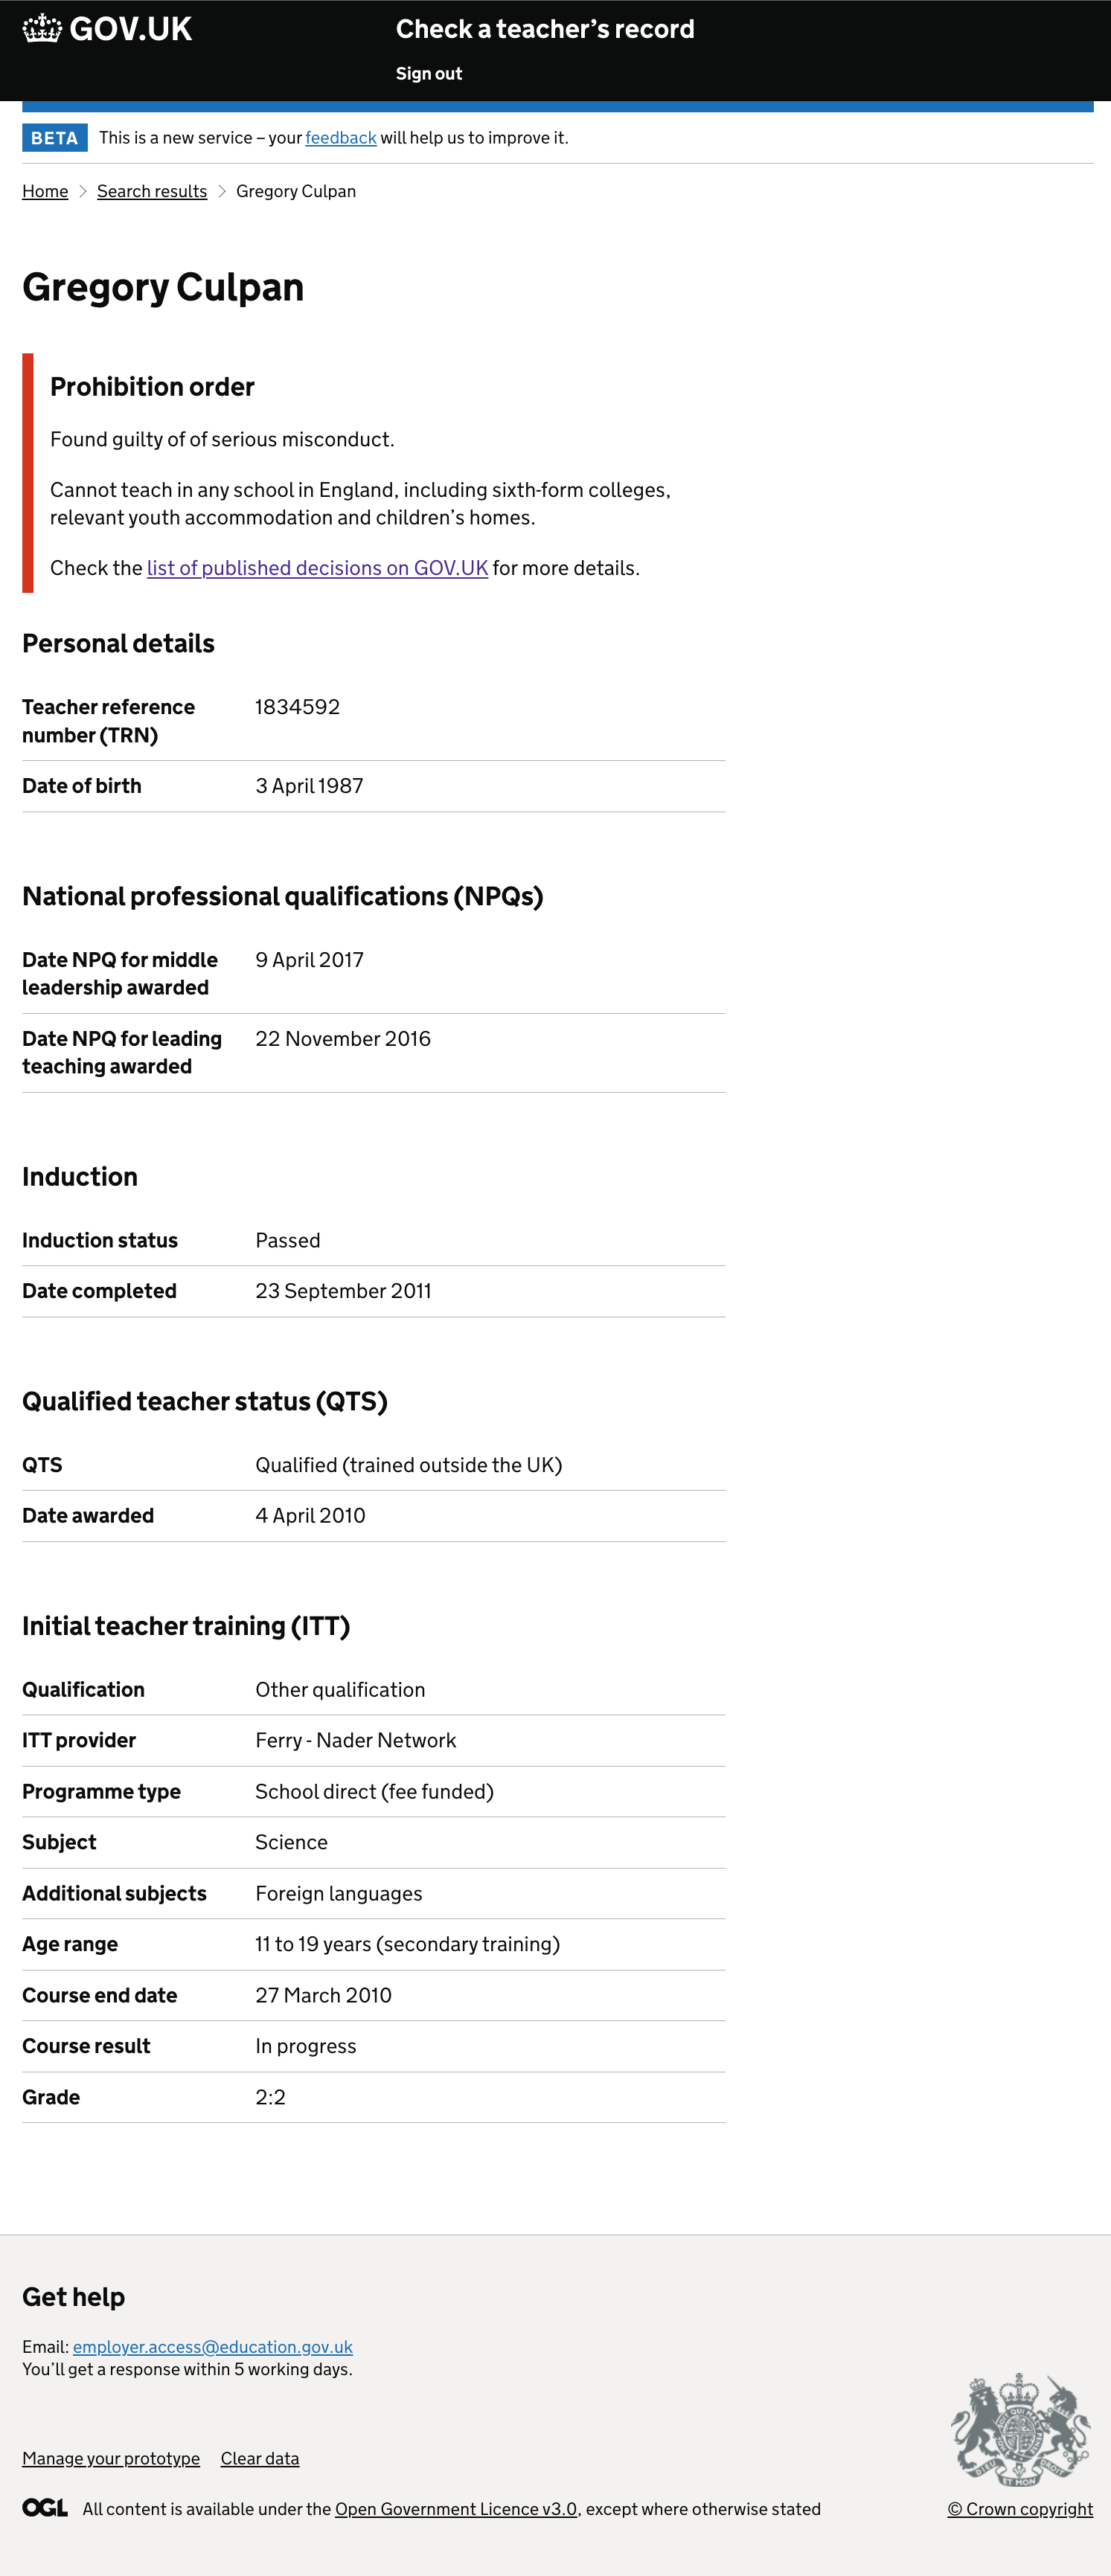 GOV.UK
Check a teacher’s record
Sign out
BETA This is a new service – your feedback will help us to improve it.
Home > Search results > Gregory Culpan
Gregory Culpan
Prohibition order
Found guilty of of serious misconduct.
Cannot teach in any school in England, including sixth-form colleges,
relevant youth accommodation and children’s homes.
Check the list of published decisions on GOV.UK for more details.
Personal details
Teacher reference 1834592
number (TRN)
Date of birth 3 April 1987
National professional qualifications (NPQs)
Date NPQ for middle 9 April 2017
leadership awarded
Date NPQ for leading 22 November 2016
teaching awarded
Induction
Induction status Passed
Date completed 23 September 2011
Qualified teacher status (QTS)
QTS Qualified (trained outside the UK)
Date awarded 4 April 2010
Initial teacher training (ITT)
Qualification Other qualification
ITT provider Ferry - Nader Network
Programme type School direct (fee funded)
Subject Science
Additional subjects Foreign languages
Age range 11 to 19 years (secondary training)
Course end date 27 March 2010
Course result In progress
Grade 2:2
Get help
Email: employer.access@education.gov.uk
You’ll get a response within 5 working days.
Manage your prototype Clear data
OGL All content is available under the Open Government Licence v3.0, except where otherwise stated
DIEU ET MON DROIT
© Crown copyright